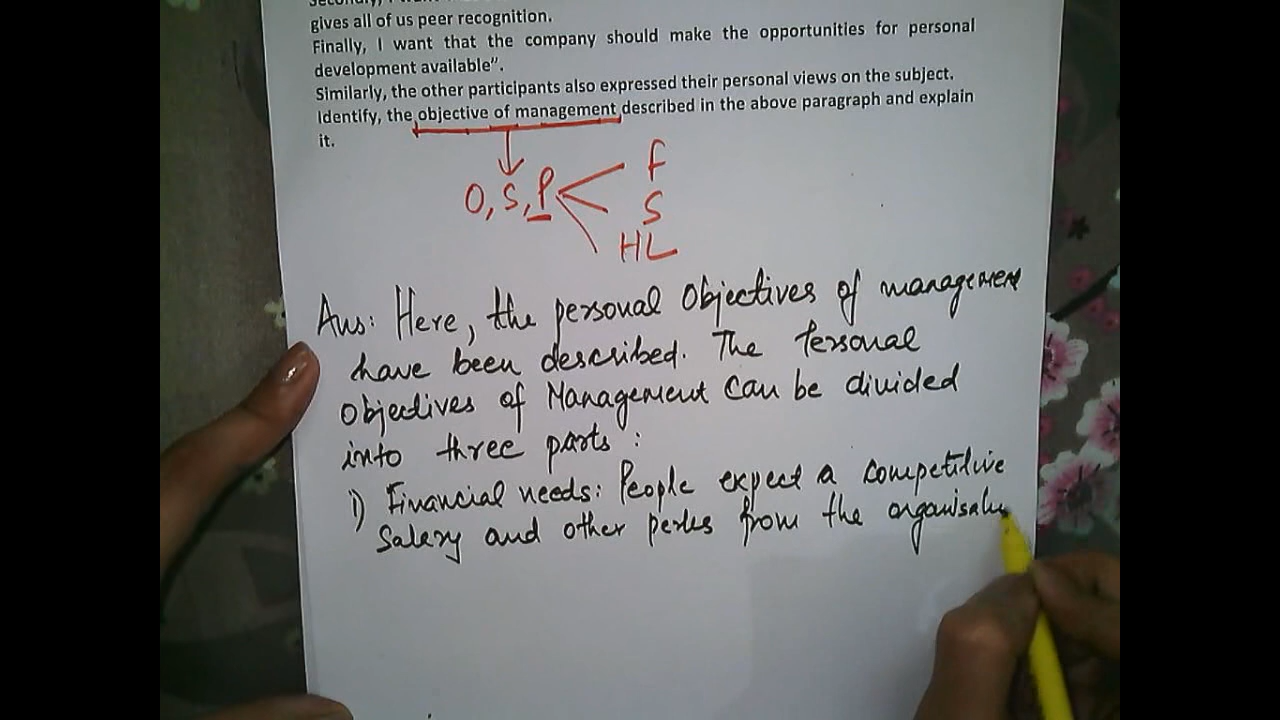 gives all of us peer recognition.
Finally, I want that the company should make the opportunities for personal
development available".
Similarly, the other participants also expressed their personal views on the subject.
Identify, the objective of management described in the above paragraph and explain
it.
F
O, S, P
S
HL
Ans: Here, the personal Objectives of management
have been described. The Personal
Objectives of Management can be divided
into three parts :
1) Financial needs: People expect a competitive
Salary and other perks from the